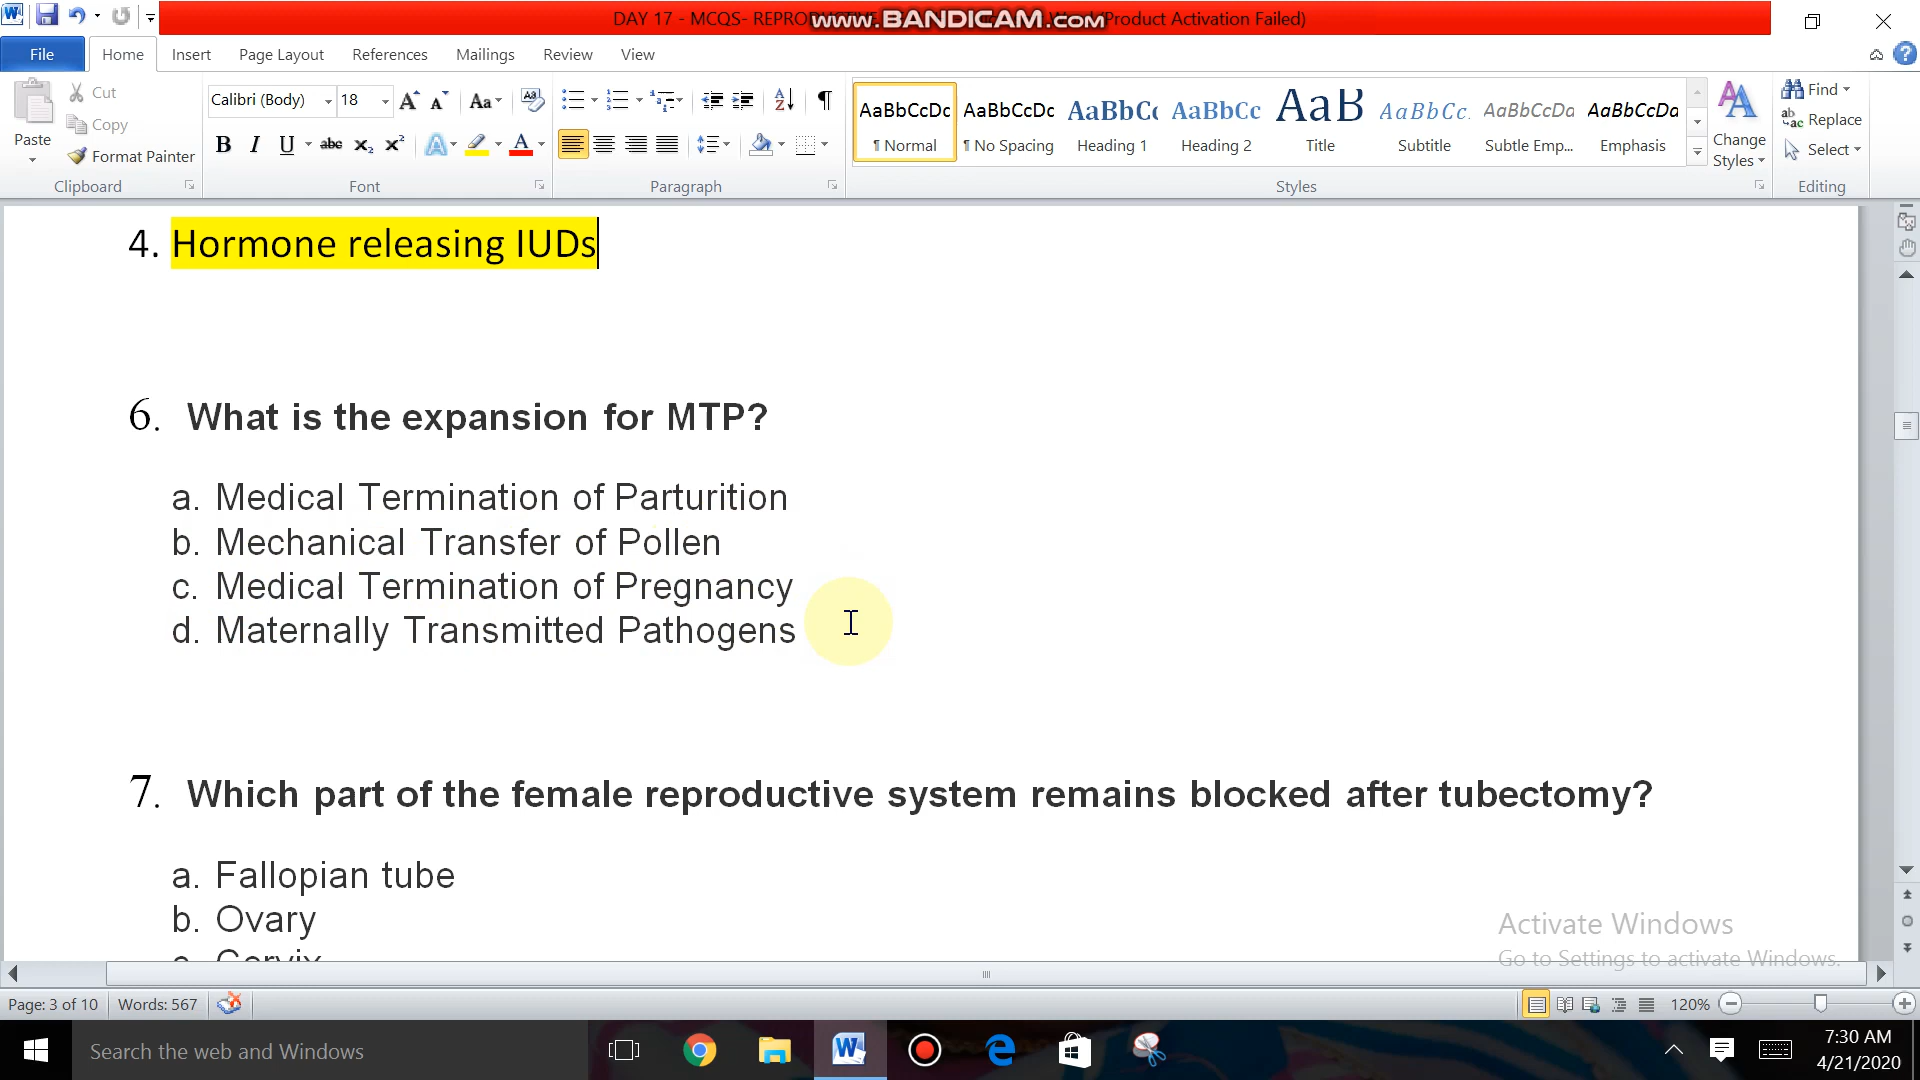 DAY 17 - MCQS- REPRODUCTIVE
www.BANDICAM.com
(Product Activation Failed)
File
Home
Insert
Page Layout
References
Mailings
Review
View
Paste
Cut
Copy
Format Painter
Clipboard
Calibri (Body)
18
Font
Paragraph
AaBbCcDc
¶ Normal
AaBbCcDc
¶ No Spacing
AaBbC
Heading 1
AaBbCc
Heading 2
AaB
Title
AaBbCc.
Subtitle
AaBbCcDa
Subtle Emp...
AaBbCcDa
Emphasis
Styles
Change
Styles
Find
Replace
Select
Editing
4. Hormone releasing IUDs
6. What is the expansion for MTP?
a. Medical Termination of Parturition
b. Mechanical Transfer of Pollen
c. Medical Termination of Pregnancy
d. Maternally Transmitted Pathogens
7. Which part of the female reproductive system remains blocked after tubectomy?
a. Fallopian tube
b. Ovary
c. Cervix
Activate Windows
Go to Settings to activate Windows.
Page: 3 of 10
Words: 567
120%
Search the web and Windows
7:30 AM
4/21/2020